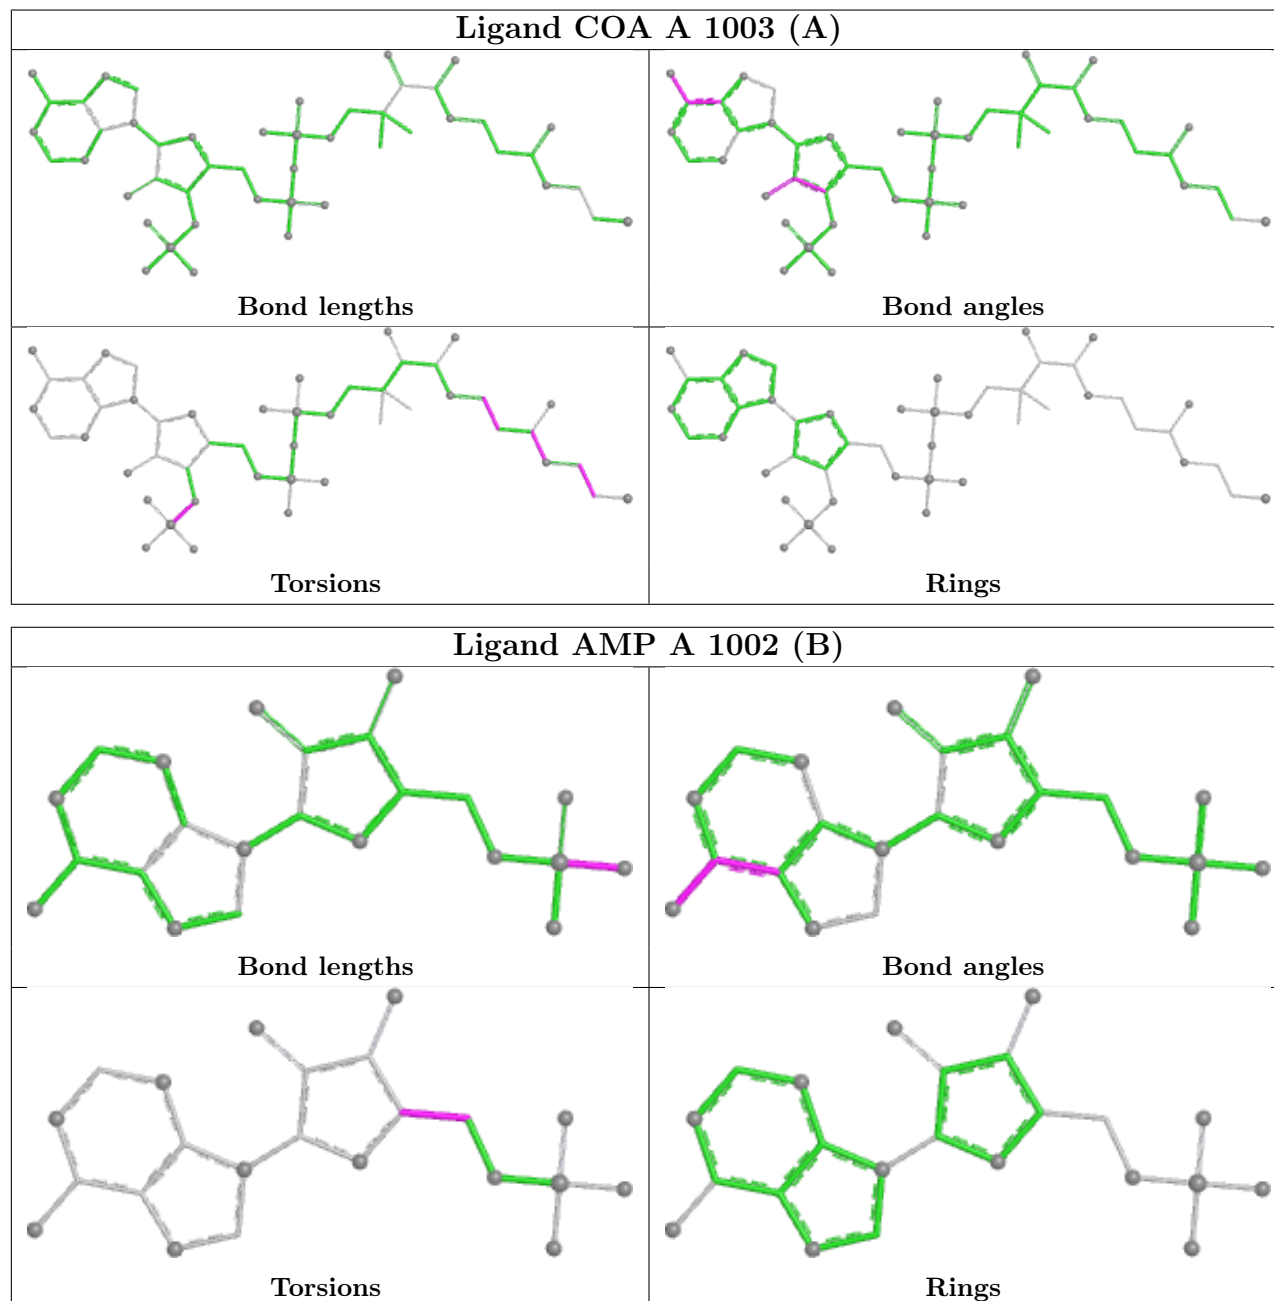 Ligand COA A 1003 (A)
Bond lengths
Bond angles
Torsions
Rings
Ligand AMP A 1002 (B)
Bond lengths
Bond angles
Torsions
Rings